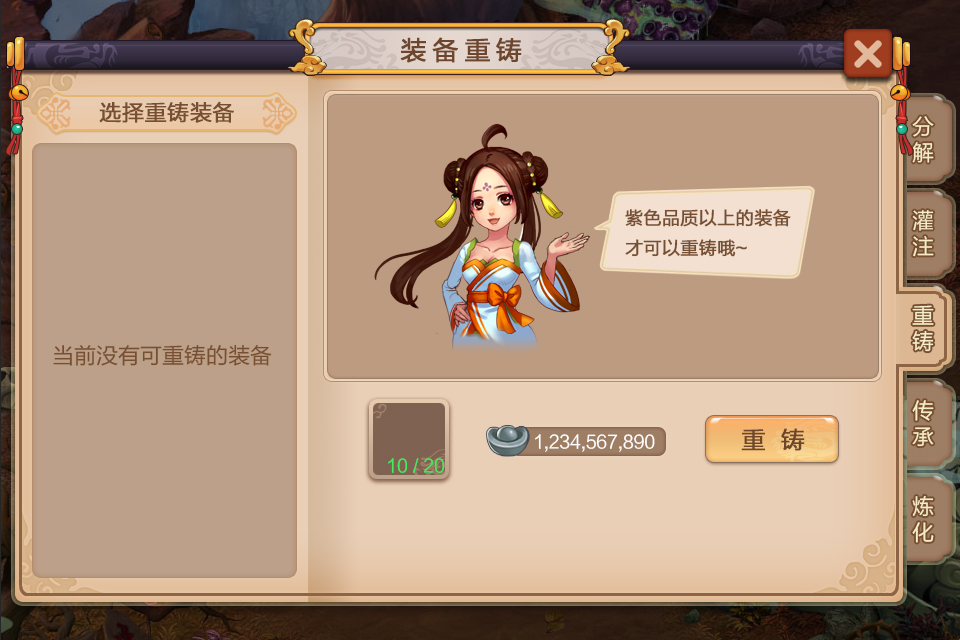 装备重铸
选择重铸装备
当前没有可重铸的装备
紫色品质以上的装备
才可以重铸哦~
10 / 20
1,234,567,890
重 铸
分解
灌注
重铸
传承
炼化